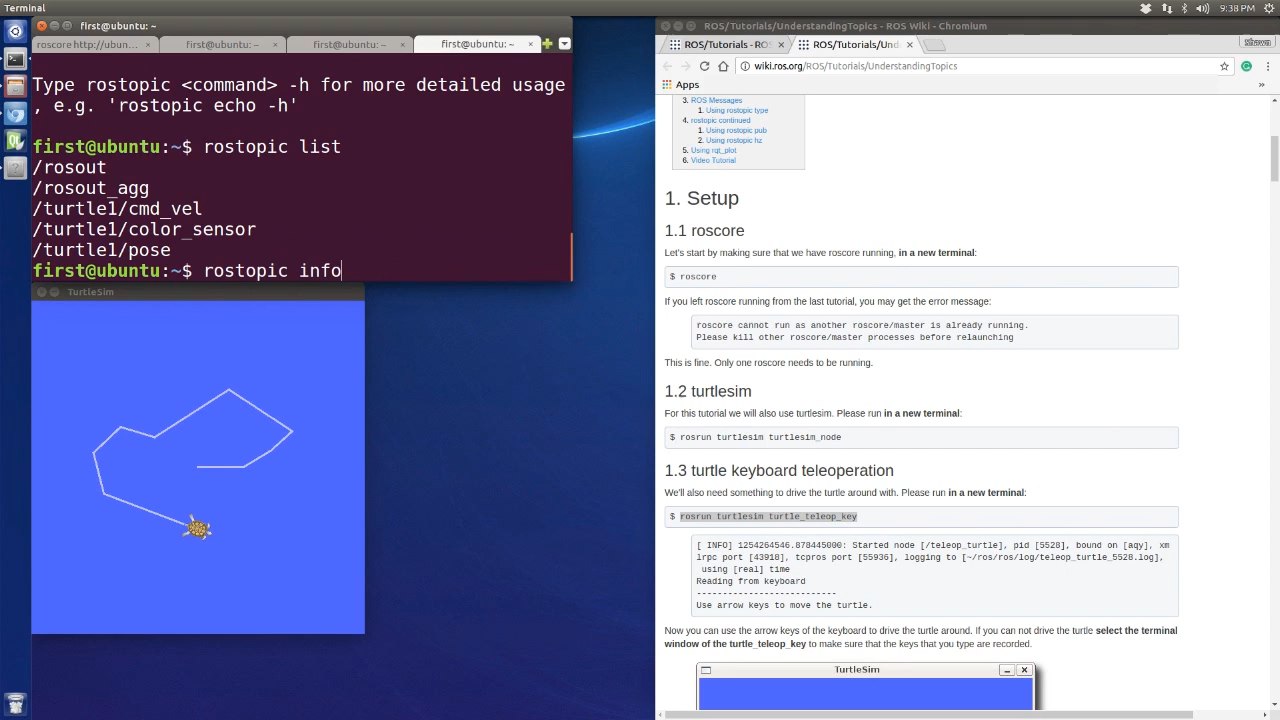 Terminal
9:38 PM
first@ubuntu: ~
roscore http://ubun... ×
first@ubuntu: ~ ×
first@ubuntu: ~ ×
first@ubuntu: ~ ×
Type rostopic <command> -h for more detailed usage
, e.g. 'rostopic echo -h'
first@ubuntu:~$ rostopic list
/rosout
/rosout_agg
/turtle1/cmd_vel
/turtle1/color_sensor
/turtle1/pose
first@ubuntu:~$ rostopic info
TurtleSim
ROS/Tutorials/UnderstandingTopics - ROS Wiki - Chromium
ROS/Tutorials - ROS ×
ROS/Tutorials/Und ×
Shawn
wiki.ros.org/ROS/Tutorials/UnderstandingTopics
Apps
»
3. ROS Messages
1. Using rostopic type
4. rostopic continued
1. Using rostopic pub
2. Using rostopic hz
5. Using rqt_plot
6. Video Tutorial
1. Setup
1.1 roscore
Let's start by making sure that we have roscore running, in a new terminal:
$ roscore
If you left roscore running from the last tutorial, you may get the error message:
roscore cannot run as another roscore/master is already running.
Please kill other roscore/master processes before relaunching
This is fine. Only one roscore needs to be running.
1.2 turtlesim
For this tutorial we will also use turtlesim. Please run in a new terminal:
$ rosrun turtlesim turtlesim_node
1.3 turtle keyboard teleoperation
We'll also need something to drive the turtle around with. Please run in a new terminal:
$ rosrun turtlesim turtle_teleop_key
[ INFO] 1254264546.878445000: Started node [/teleop_turtle], pid [5528], bound on [aqy], xm
lrpc port [43918], tcpros port [55936], logging to [~/ros/ros/log/teleop_turtle_5528.log],
using [real] time
Reading from keyboard
---------------------------
Use arrow keys to move the turtle.
Now you can use the arrow keys of the keyboard to drive the turtle around. If you can not drive the turtle select the terminal
window of the turtle_teleop_key to make sure that the keys that you type are recorded.
TurtleSim